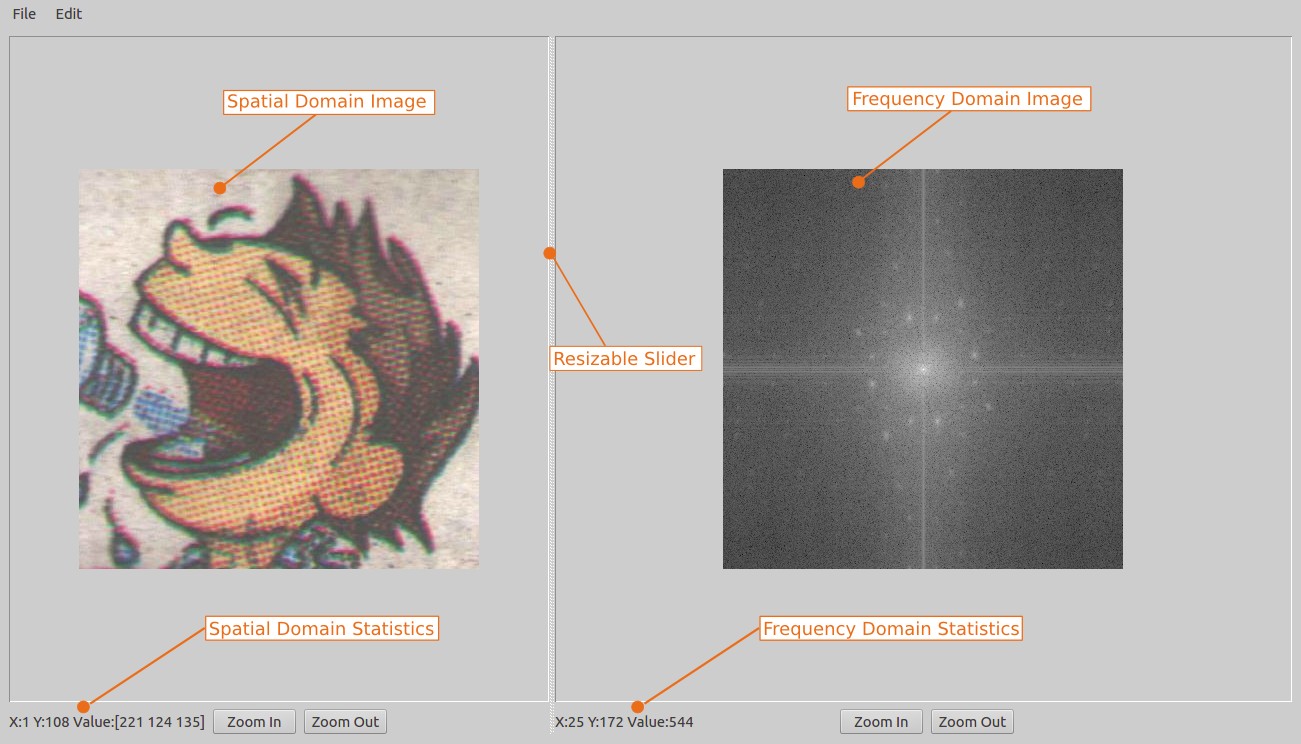 File Edit
Spatial Domain Image
Frequency Domain Image
Resizable Slider
Spatial Domain Statistics
Frequency Domain Statistics
X:1 Y:108 Value:[221 124 135] Zoom In Zoom Out
X:25 Y:172 Value:544 Zoom In Zoom Out